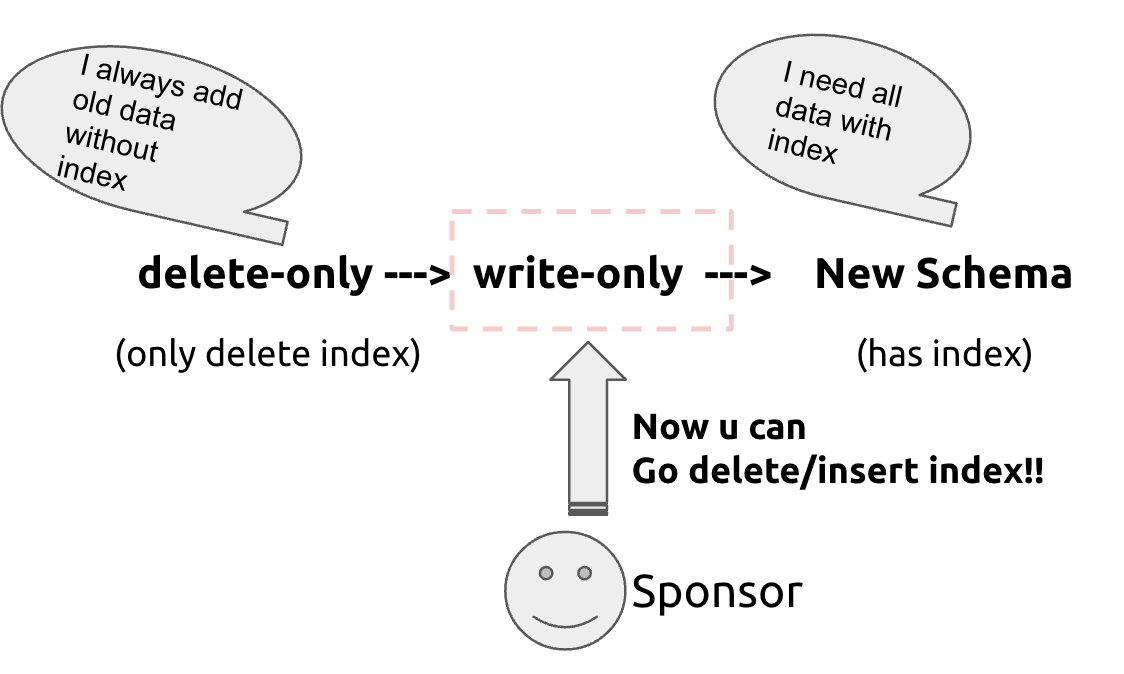 I always add
old data
without
index
I need all
data with
index
delete-only ---> write-only ---> New Schema
(only delete index)
(has index)
Now u can
Go delete/insert index!!
Sponsor